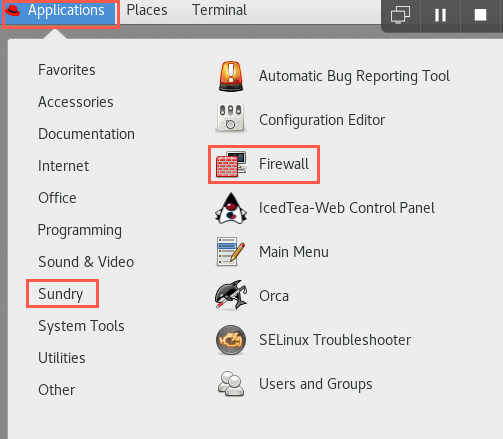 Applications Places Terminal
Favorites
Accessories
Documentation
Internet
Office
Programming
Sound & Video
Sundry
System Tools
Utilities
Other
Automatic Bug Reporting Tool
Configuration Editor
Firewall
IcedTea-Web Control Panel
Main Menu
Orca
SELinux Troubleshooter
Users and Groups